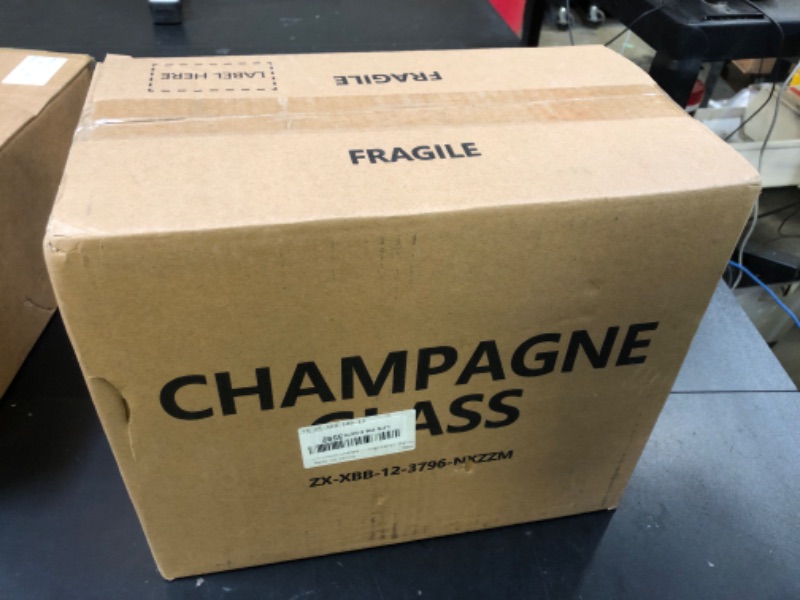 LABEL HERE
FRAGILE
FRAGILE
CHAMPAGNE
GLASS
ZX-XBB-12-3796-NXZZM